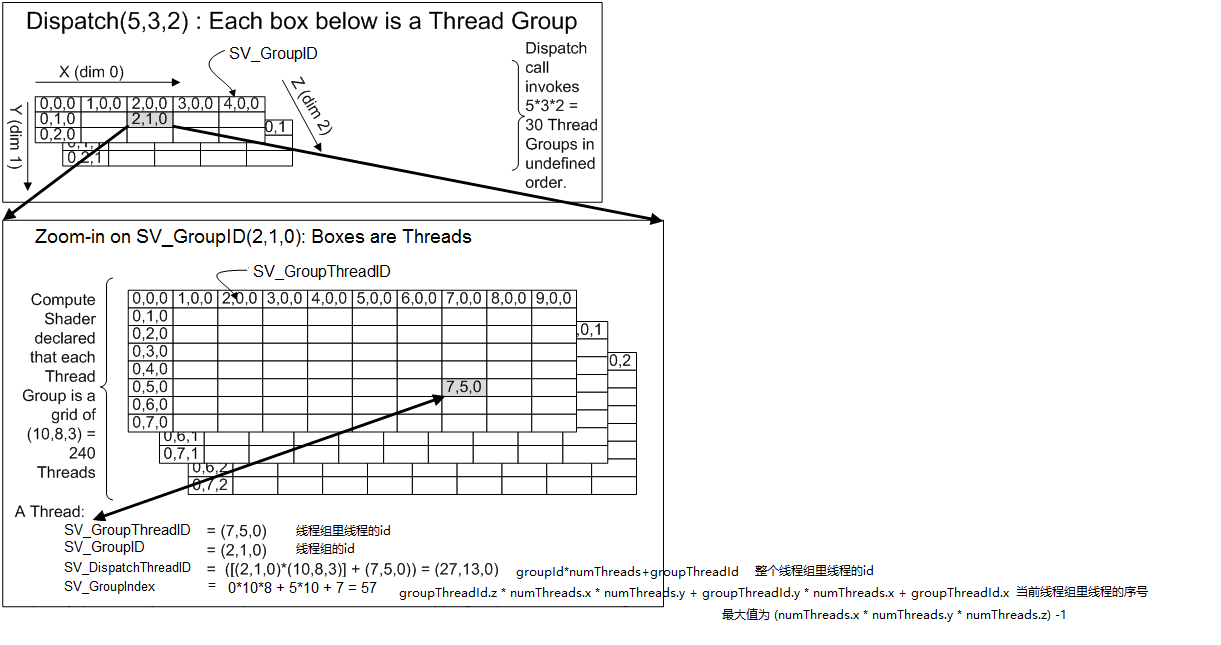 Dispatch(5,3,2) : Each box below is a Thread Group
SV_GroupID
X (dim 0)
Y (dim 1)
Z (dim 2)
0,0,0 1,0,0 2,0,0 3,0,0 4,0,0
0,1,0 2,1,0
0,2,0
0,1
0,1,1
0,2,1
Dispatch
call
invokes
5*3*2 =
30 Thread
Groups in
undefined
order.
Zoom-in on SV_GroupID(2,1,0): Boxes are Threads
SV_GroupThreadID
Compute
Shader
declared
that each
Thread
Group is a
grid of
(10,8,3) =
240
Threads
0,0,0 1,0,0 2,0,0 3,0,0 4,0,0 5,0,0 6,0,0 7,0,0 8,0,0 9,0,0
0,1,0
0,2,0
0,3,0
0,4,0
0,5,0 7,5,0
0,6,0
0,7,0
,0,1
0,6,1
0,7,1
0,2
0,6,2
0,7,2
A Thread:
SV_GroupThreadID = (7,5,0) 线程组里线程的id
SV_GroupID = (2,1,0) 线程组的id
SV_DispatchThreadID = ([(2,1,0)*(10,8,3)] + (7,5,0)) = (27,13,0) groupId*numThreads+groupThreadId 整个线程组里线程的id
SV_GroupIndex = 0*10*8 + 5*10 + 7 = 57 groupThreadId.z * numThreads.x * numThreads.y + groupThreadId.y * numThreads.x + groupThreadId.x 当前线程组里线程的序号
最大值为 (numThreads.x * numThreads.y * numThreads.z) -1